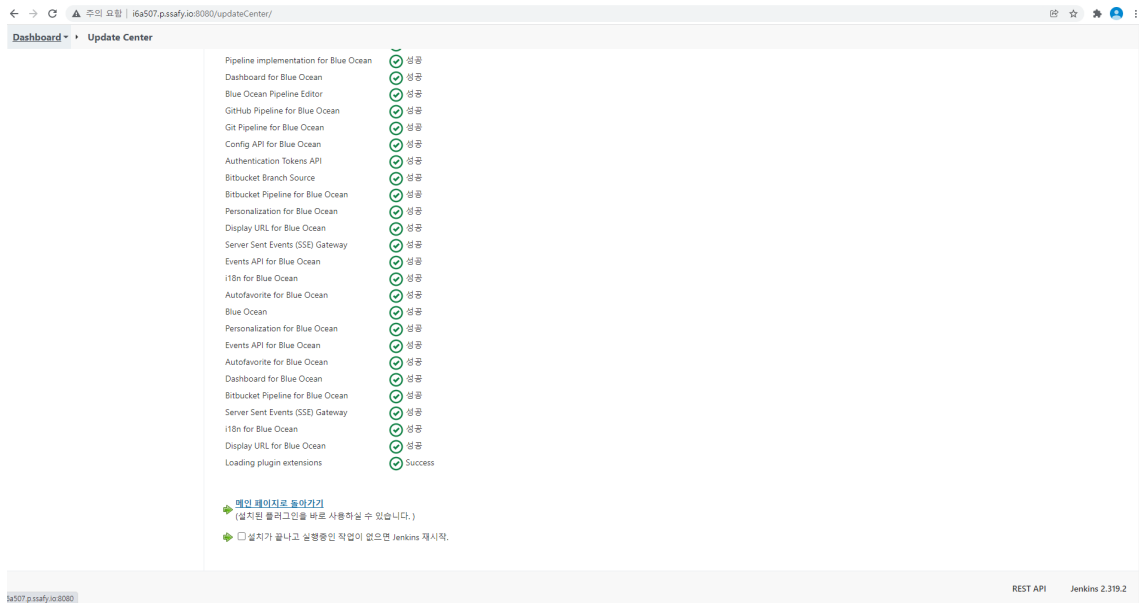 주의 요함 | i6a507.p.ssafy.io:8080/updateCenter/
Dashboard Update Center
Pipeline implementation for Blue Ocean 성공
Dashboard for Blue Ocean 성공
Blue Ocean Pipeline Editor 성공
GitHub Pipeline for Blue Ocean 성공
Git Pipeline for Blue Ocean 성공
Config API for Blue Ocean 성공
Authentication Tokens API 성공
Bitbucket Branch Source 성공
Bitbucket Pipeline for Blue Ocean 성공
Personalization for Blue Ocean 성공
Display URL for Blue Ocean 성공
Server Sent Events (SSE) Gateway 성공
Events API for Blue Ocean 성공
i18n for Blue Ocean 성공
Autofavorite for Blue Ocean 성공
Blue Ocean 성공
Personalization for Blue Ocean 성공
Events API for Blue Ocean 성공
Autofavorite for Blue Ocean 성공
Dashboard for Blue Ocean 성공
Bitbucket Pipeline for Blue Ocean 성공
Server Sent Events (SSE) Gateway 성공
i18n for Blue Ocean 성공
Display URL for Blue Ocean 성공
Loading plugin extensions Success
메인 페이지로 돌아가기
(설치된 플러그인을 바로 사용하실 수 있습니다.)
설치가 끝나고 실행중인 작업이 없으면 Jenkins 재시작.
REST API Jenkins 2.319.2
6a507.p.ssafy.io:8080